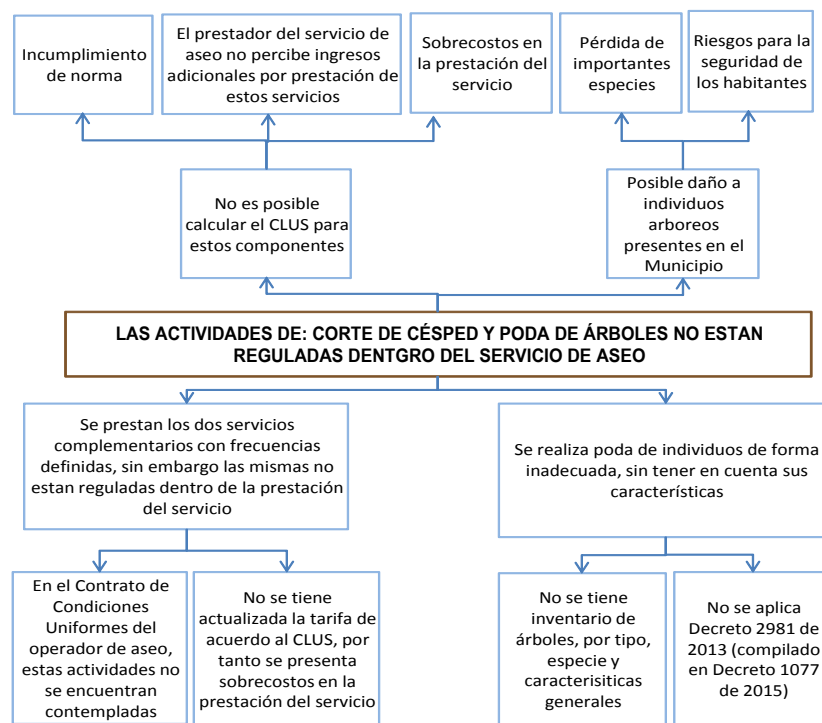 Incumplimiento
de norma
El prestador del servicio de
aseo no percibe ingresos
adicionales por prestación de
estos servicios
Sobrecostos en
la prestación del
servicio
Pérdida de
importantes
especies
Riesgos para la
seguridad de
los habitantes
No es posible
calcular el CLUS para
estos componentes
Posible daño a
individuos
arboreos
presentes en el
Municipio
LAS ACTIVIDADES DE: CORTE DE CÉSPED Y PODA DE ÁRBOLES NO ESTAN
REGULADAS DENTGRO DEL SERVICIO DE ASEO
Se prestan los dos servicios
complementarios con frecuencias
definidas, sin embargo las mismas no
estan reguladas dentro de la prestación
del servicio
Se realiza poda de individuos de forma
inadecuada, sin tener en cuenta sus
características
En el Contrato de
Condiciones
Uniformes del
operador de aseo,
estas actividades no
se encuentran
contempladas
No se tiene
actualizada la tarifa de
acuerdo al CLUS, por
tanto se presenta
sobrecostos en la
prestación del servicio
No se tiene
inventario de
árboles, por tipo,
especie y
caracterisiticas
generales
No se aplica
Decreto 2981 de
2013 (compilado
en Decreto 1077
de 2015)